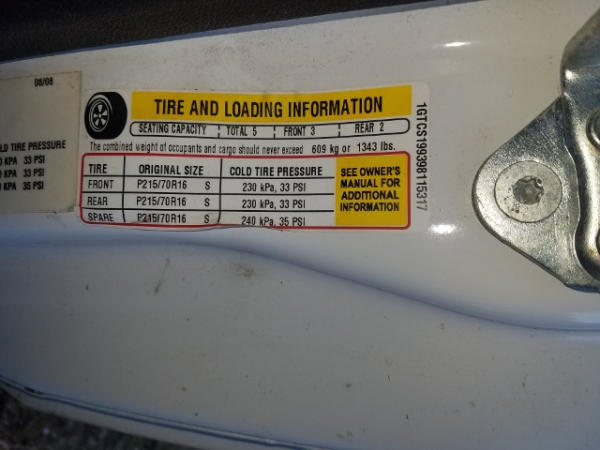 08/08
TIRE AND LOADING INFORMATION
SEATING CAPACITY TOTAL 5 FRONT 3 REAR 2
The combined weight of occupants and cargo should never exceed 609 kg or 1343 lbs.
TIRE ORIGINAL SIZE COLD TIRE PRESSURE
FRONT P215/70R16 S 230 kPa, 33 PSI
REAR P215/70R16 S 230 kPa, 33 PSI
SPARE P215/70R16 S 240 kPa, 35 PSI
SEE OWNER'S
MANUAL FOR
ADDITIONAL
INFORMATION
1GTCS199398115317
TIRE PRESSURE
KPA 33 PSI
KPA 33 PSI
KPA 35 PSI